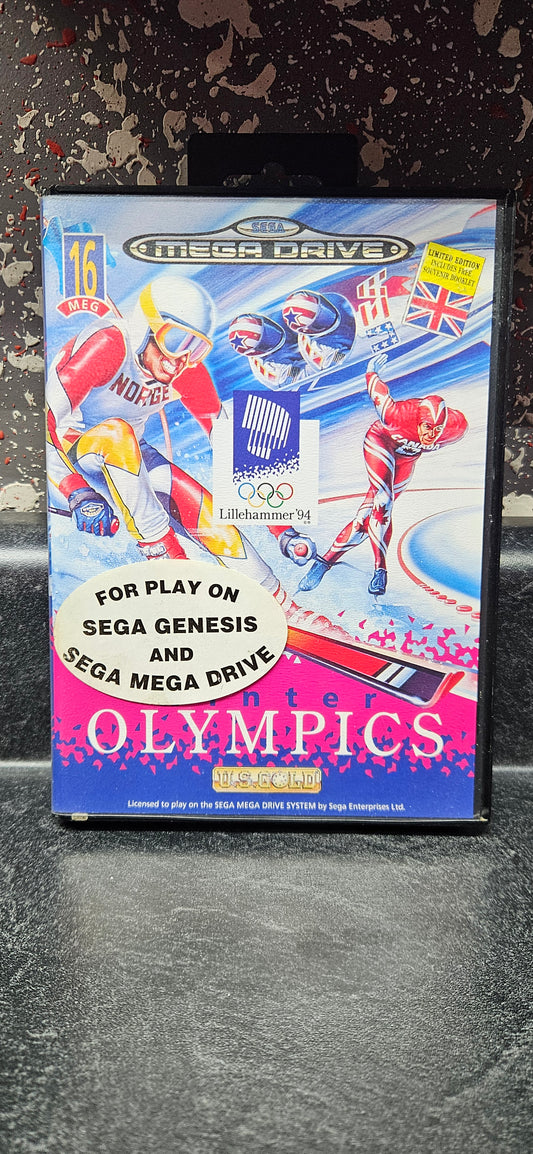 SEGA
MEGA DRIVE
16
MEG
LIMITED EDITION
INCLUDES FREE
SOUVENIR BOOKLET
NORGE
CANADA
Lillehammer '94
FOR PLAY ON
SEGA GENESIS
AND
SEGA MEGA DRIVE
nter
OLYMPICS
U.S. GOLD
Licensed to play on the SEGA MEGA DRIVE SYSTEM by Sega Enterprises Ltd.